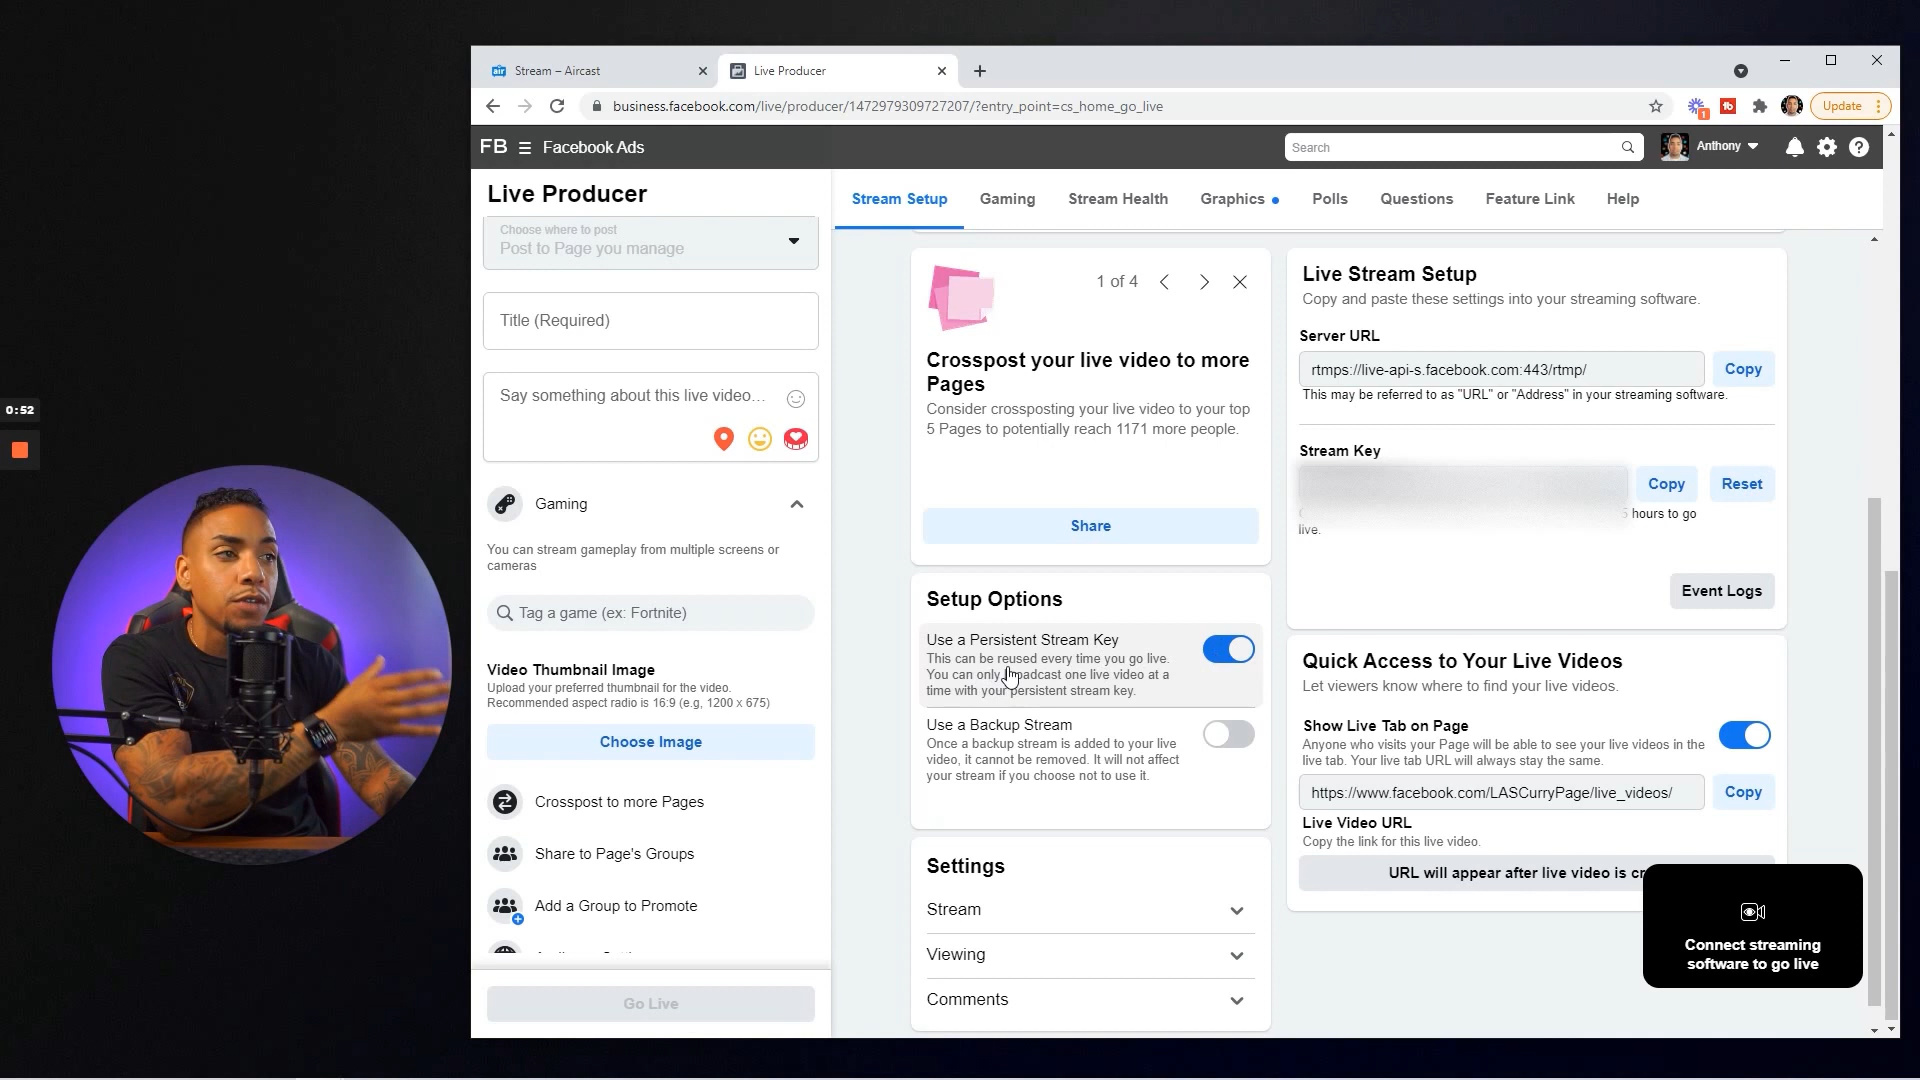 Stream – Aircast
Live Producer
business.facebook.com/live/producer/1472979309727207/?entry_point=cs_home_go_live
1
Update
FB
Facebook Ads
Search
Anthony
Live Producer
Choose where to post
Post to Page you manage
Title (Required)
Say something about this live video...
Gaming
You can stream gameplay from multiple screens or
cameras
Tag a game (ex: Fortnite)
Video Thumbnail Image
Upload your preferred thumbnail for the video.
Recommended aspect radio is 16:9 (e.g, 1200 x 675)
Choose Image
Crosspost to more Pages
Share to Page's Groups
Add a Group to Promote
Go Live
Stream Setup
Gaming
Stream Health
Graphics
Polls
Questions
Feature Link
Help
1 of 4
Crosspost your live video to more
Pages
Consider crossposting your live video to your top
5 Pages to potentially reach 1171 more people.
Share
Setup Options
Use a Persistent Stream Key
This can be reused every time you go live.
You can only broadcast one live video at a
time with your persistent stream key.
Use a Backup Stream
Once a backup stream is added to your live
video, it cannot be removed. It will not affect
your stream if you choose not to use it.
Settings
Stream
Viewing
Comments
Live Stream Setup
Copy and paste these settings into your streaming software.
Server URL
rtmps://live-api-s.facebook.com:443/rtmp/
Copy
This may be referred to as "URL" or "Address" in your streaming software.
Stream Key
Copy
Reset
hours to go
live.
Event Logs
Quick Access to Your Live Videos
Let viewers know where to find your live videos.
Show Live Tab on Page
Anyone who visits your Page will be able to see your live videos in the
live tab. Your live tab URL will always stay the same.
https://www.facebook.com/LASCurryPage/live_videos/
Copy
Live Video URL
Copy the link for this live video.
URL will appear after live video is cr
Connect streaming
software to go live
0:52